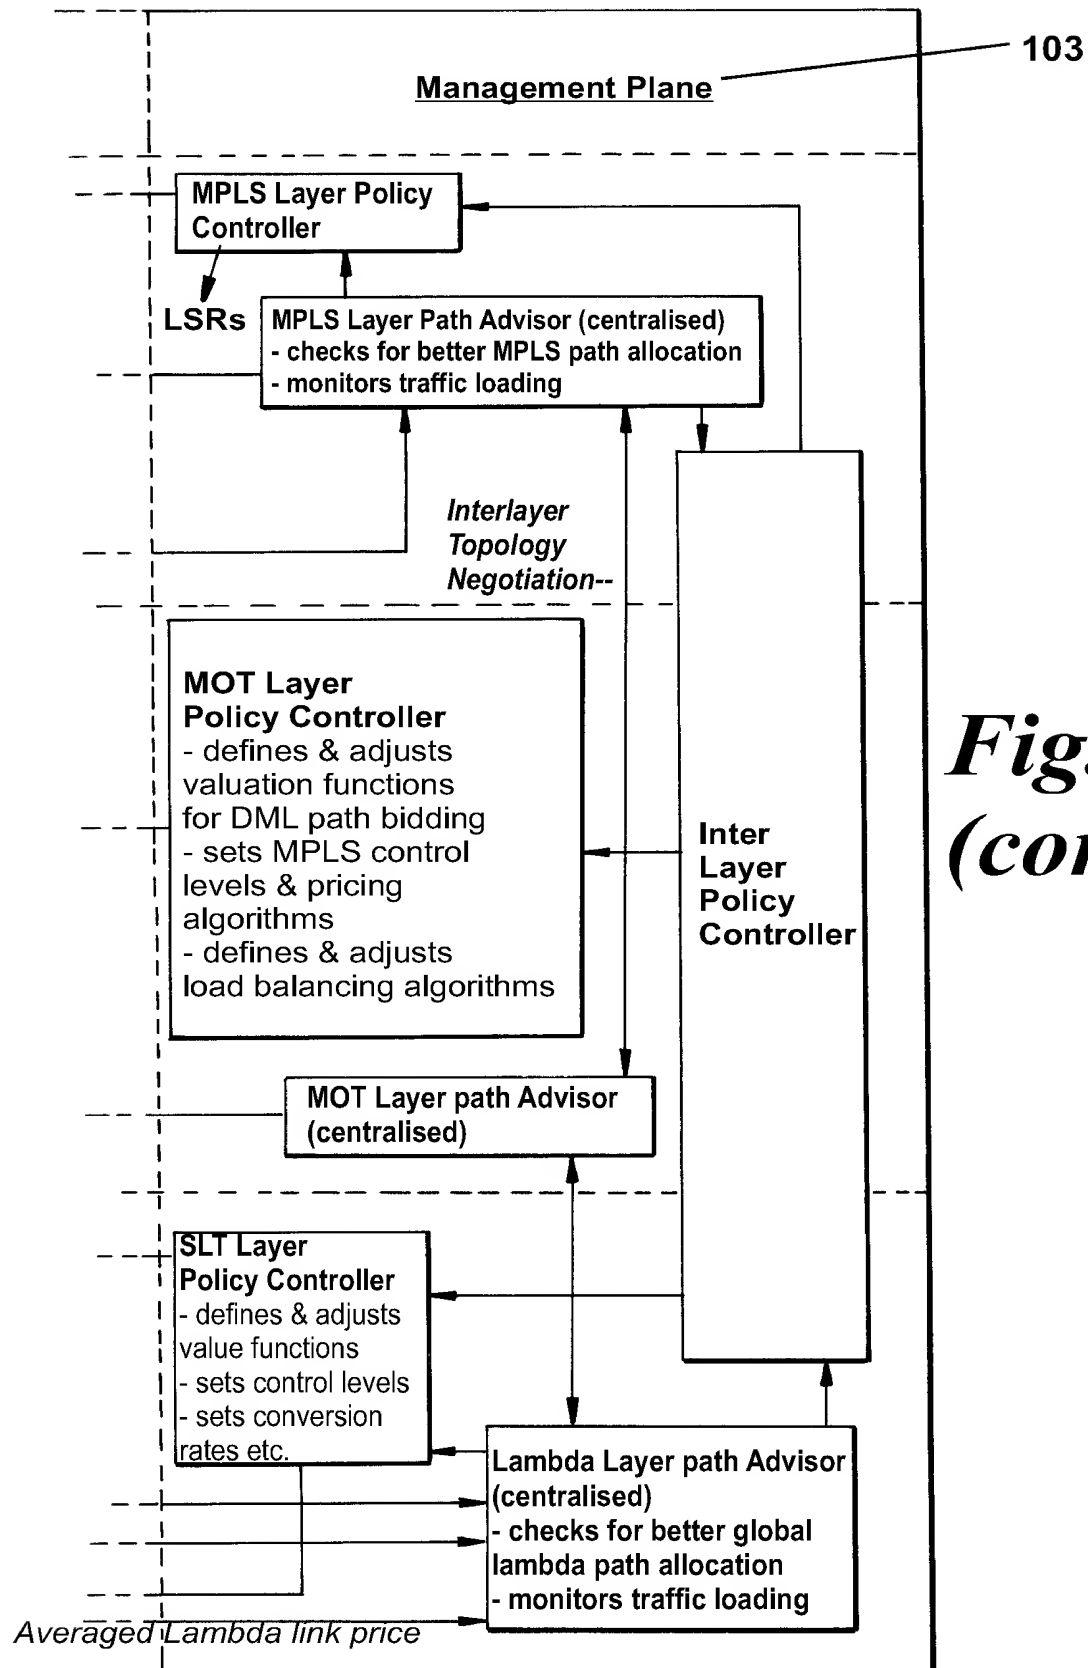 103
Management Plane
MPLS Layer Policy
Controller
LSRs
MPLS Layer Path Advisor (centralised)
- checks for better MPLS path allocation
- monitors traffic loading
Interlayer
Topology
Negotiation--
MOT Layer
Policy Controller
- defines & adjusts
valuation functions
for DML path bidding
- sets MPLS control
levels & pricing
algorithms
- defines & adjusts
load balancing algorithms
Inter
Layer
Policy
Controller
MOT Layer path Advisor
(centralised)
SLT Layer
Policy Controller
- defines & adjusts
value functions
- sets control levels
- sets conversion
rates etc.
Lambda Layer path Advisor
(centralised)
- checks for better global
lambda path allocation
- monitors traffic loading
Averaged Lambda link price